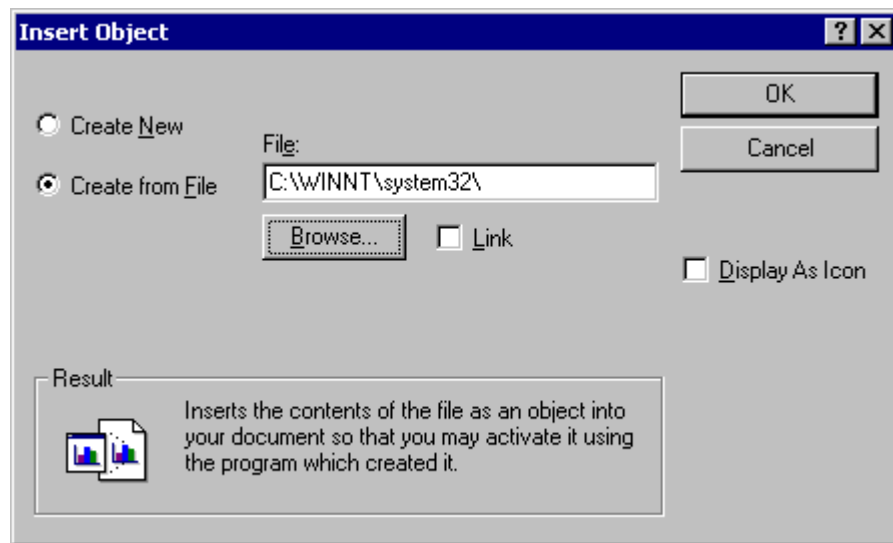 Insert Object
OK
Create New
File:
Cancel
Create from File
C:\WINNT\system32\
Browse...
Link
Display As Icon
Result
Inserts the contents of the file as an object into
your document so that you may activate it using
the program which created it.